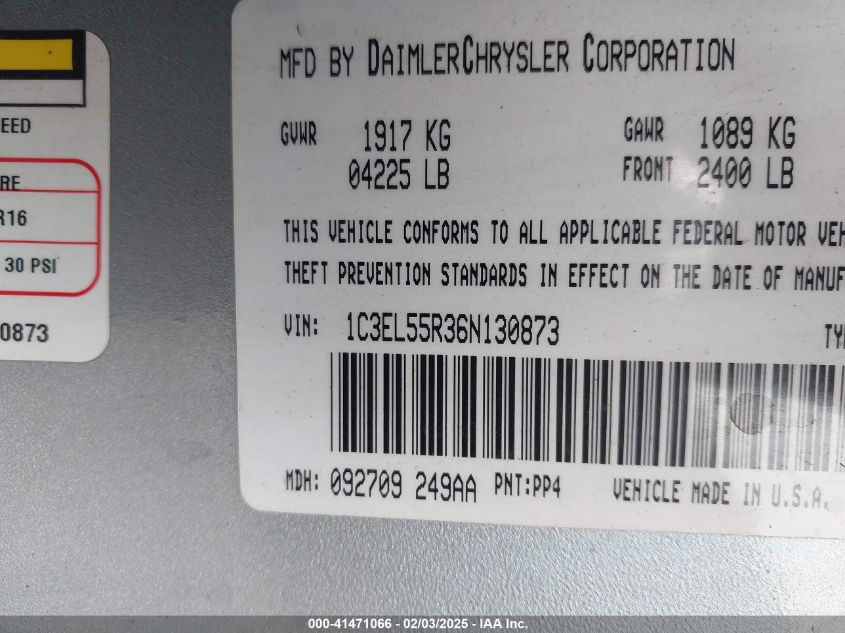 MFD BY DAIMLERCHRYSLER CORPORATION
GVWR 1917 KG GAWR 1089 KG
04225 LB FRONT 2400 LB
THIS VEHICLE CONFORMS TO ALL APPLICABLE FEDERAL MOTOR VEH
THEFT PREVENTION STANDARDS IN EFFECT ON THE DATE OF MANUF
VIN: 1C3EL55R36N130873 TYP
MDH: 092709 249AA PNT:PP4 VEHICLE MADE IN U.S.A.
EED
RE
R16
30 PSI
0873
000-41471066 - 02/03/2025 - IAA Inc.